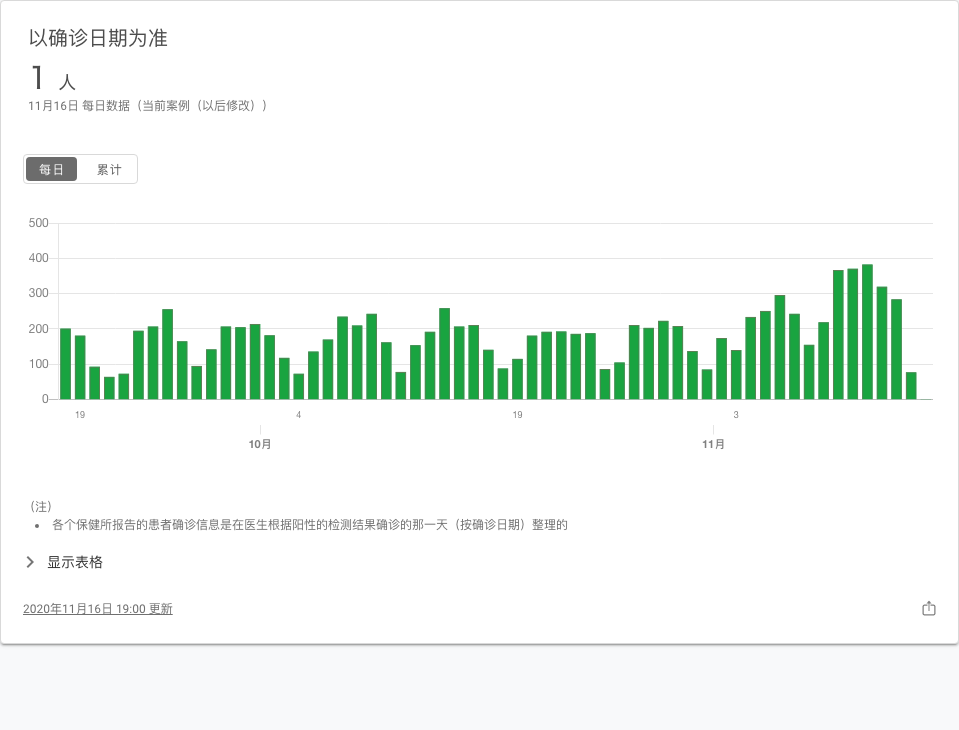 以确诊日期为准
1 人
11月16日 每日数据（当前案例（以后修改））
每日 累计
500
400
300
200
100
0
19 4 19 3
10月 11月
（注）
• 各个保健所报告的患者确诊信息是在医生根据阳性的检测结果确诊的那一天（按确诊日期）整理的
显示表格
2020年11月16日 19:00 更新